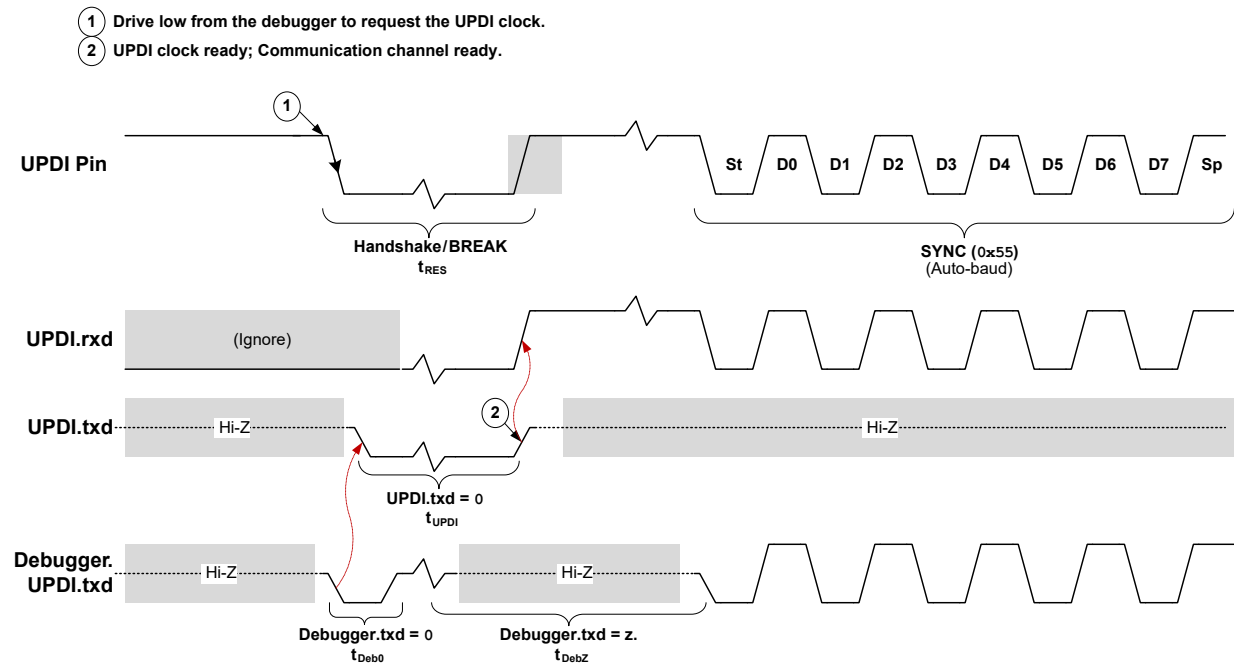 1 Drive low from the debugger to request the UPDI clock.
2 UPDI clock ready; Communication channel ready.
1
UPDI Pin
St D0 D1 D2 D3 D4 D5 D6 D7 Sp
Handshake/BREAK
tRES
SYNC (0x55)
(Auto-baud)
UPDI.rxd
(Ignore)
2
UPDI.txd
Hi-Z
Hi-Z
UPDI.txd = 0
tUPDI
Debugger.
UPDI.txd
Hi-Z
Hi-Z
Debugger.txd = 0
tDeb0
Debugger.txd = z.
tDebZ